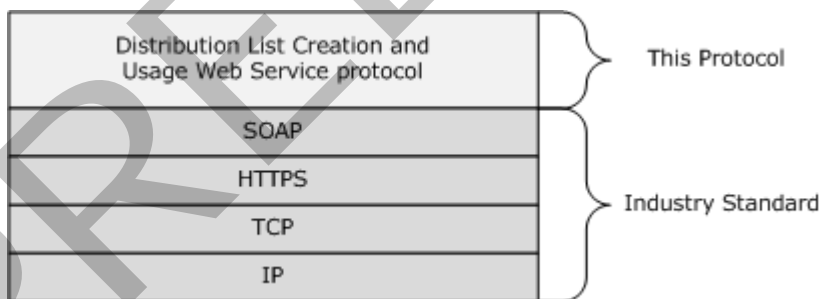 Distribution List Creation and
Usage Web Service protocol
This Protocol
SOAP
HTTPS
TCP
IP
Industry Standard